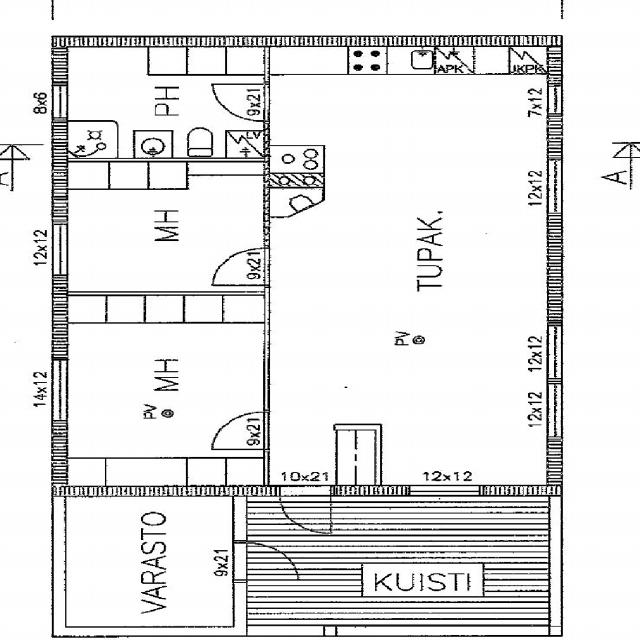 APK
JKPK
8x6
PH
9x21
7x12
A
A
MH
9x21
12x12
12x12
TUPAK.
PV
12x12
14x12
MH
PV
9x21
12x12
10x21
12x12
VARASTO
9x21
KUISTI